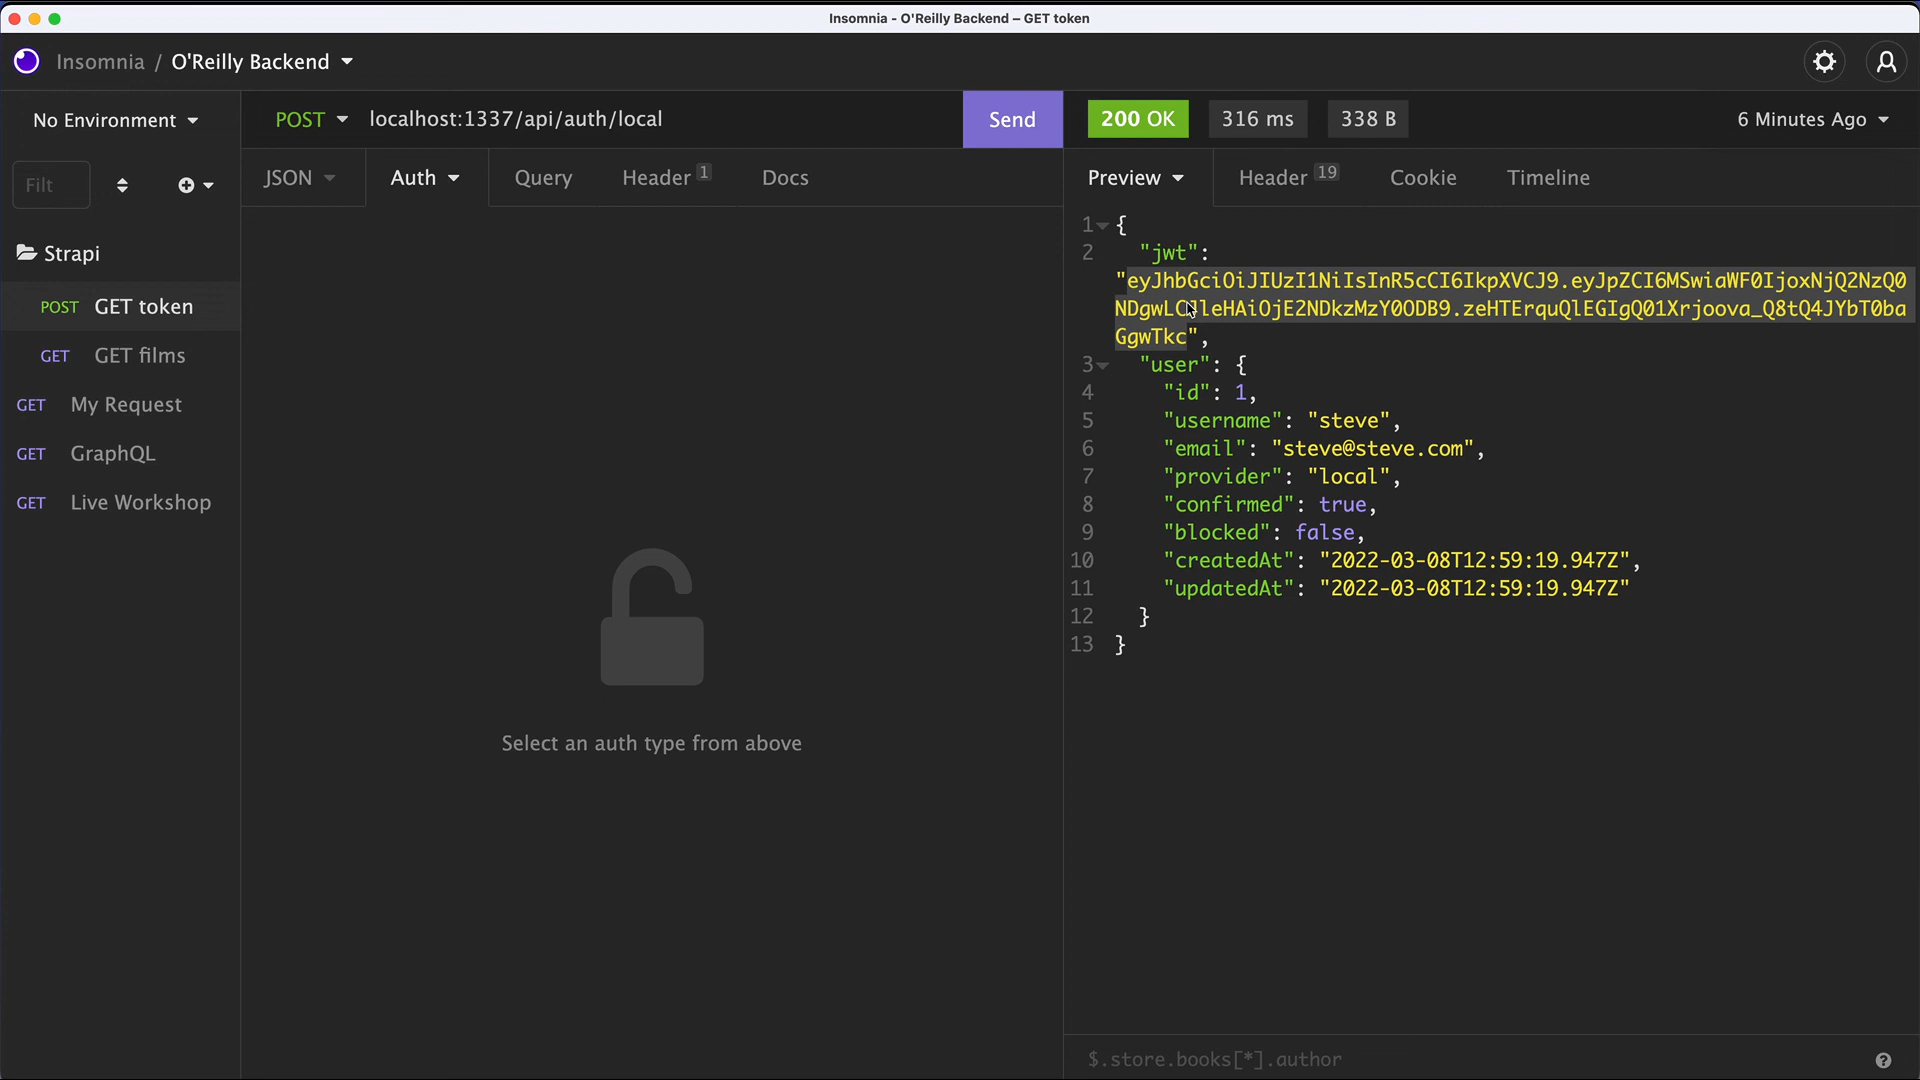 Insomnia - O'Reilly Backend – GET token
Insomnia / O'Reilly Backend
No Environment
POST localhost:1337/api/auth/local Send
200 OK 316 ms 338 B 6 Minutes Ago
Filt
JSON Auth Query Header 1 Docs
Preview Header 19 Cookie Timeline
Strapi
POST GET token
GET GET films
GET My Request
GET GraphQL
GET Live Workshop
Select an auth type from above
1 {
2 "jwt":
"eyJhbGciOiJIUzI1NiIsInR5cCI6IkpXVCJ9.eyJpZCI6MSwiaWF0IjoxNjQ2NzQ0
NDgwLCJleHAiOjE2NDkzMzY0ODB9.zeHTErquQlEGIgQ01Xrjoova_Q8tQ4JYbT0ba
GgwTkc",
3 "user": {
4 "id": 1,
5 "username": "steve",
6 "email": "steve@steve.com",
7 "provider": "local",
8 "confirmed": true,
9 "blocked": false,
10 "createdAt": "2022-03-08T12:59:19.947Z",
11 "updatedAt": "2022-03-08T12:59:19.947Z"
12 }
13 }
$.store.books[*].author